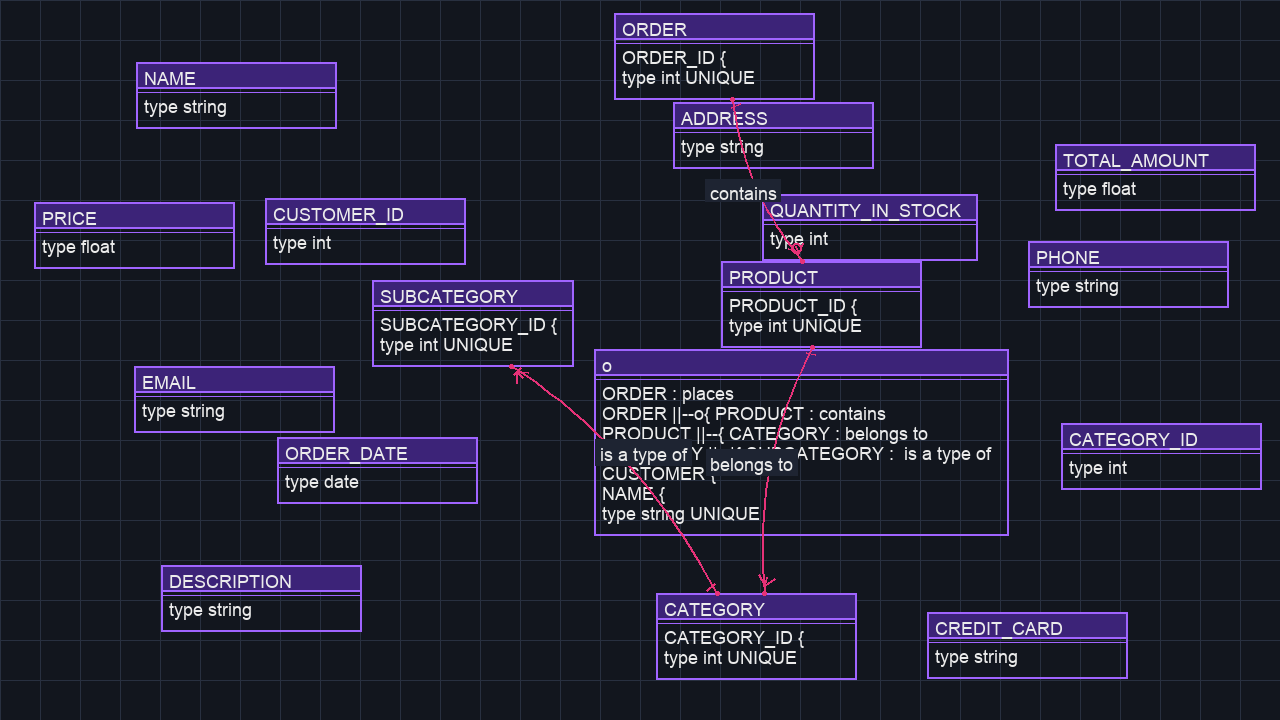 ORDER
ORDER_ID {
type int UNIQUE
NAME
type string
ADDRESS
type string
TOTAL_AMOUNT
type float
contains
PRICE
type float
CUSTOMER_ID
type int
QUANTITY_IN_STOCK
type int
PHONE
type string
PRODUCT
PRODUCT_ID {
type int UNIQUE
SUBCATEGORY
SUBCATEGORY_ID {
type int UNIQUE
o
ORDER : places
ORDER ||--o{ PRODUCT : contains
PRODUCT ||--{ CATEGORY : belongs to
is a type of
CATEGORY : is a type of
belongs to
CUSTOMER {
NAME {
type string UNIQUE
EMAIL
type string
ORDER_DATE
type date
CATEGORY_ID
type int
DESCRIPTION
type string
CATEGORY
CATEGORY_ID {
type int UNIQUE
CREDIT_CARD
type string